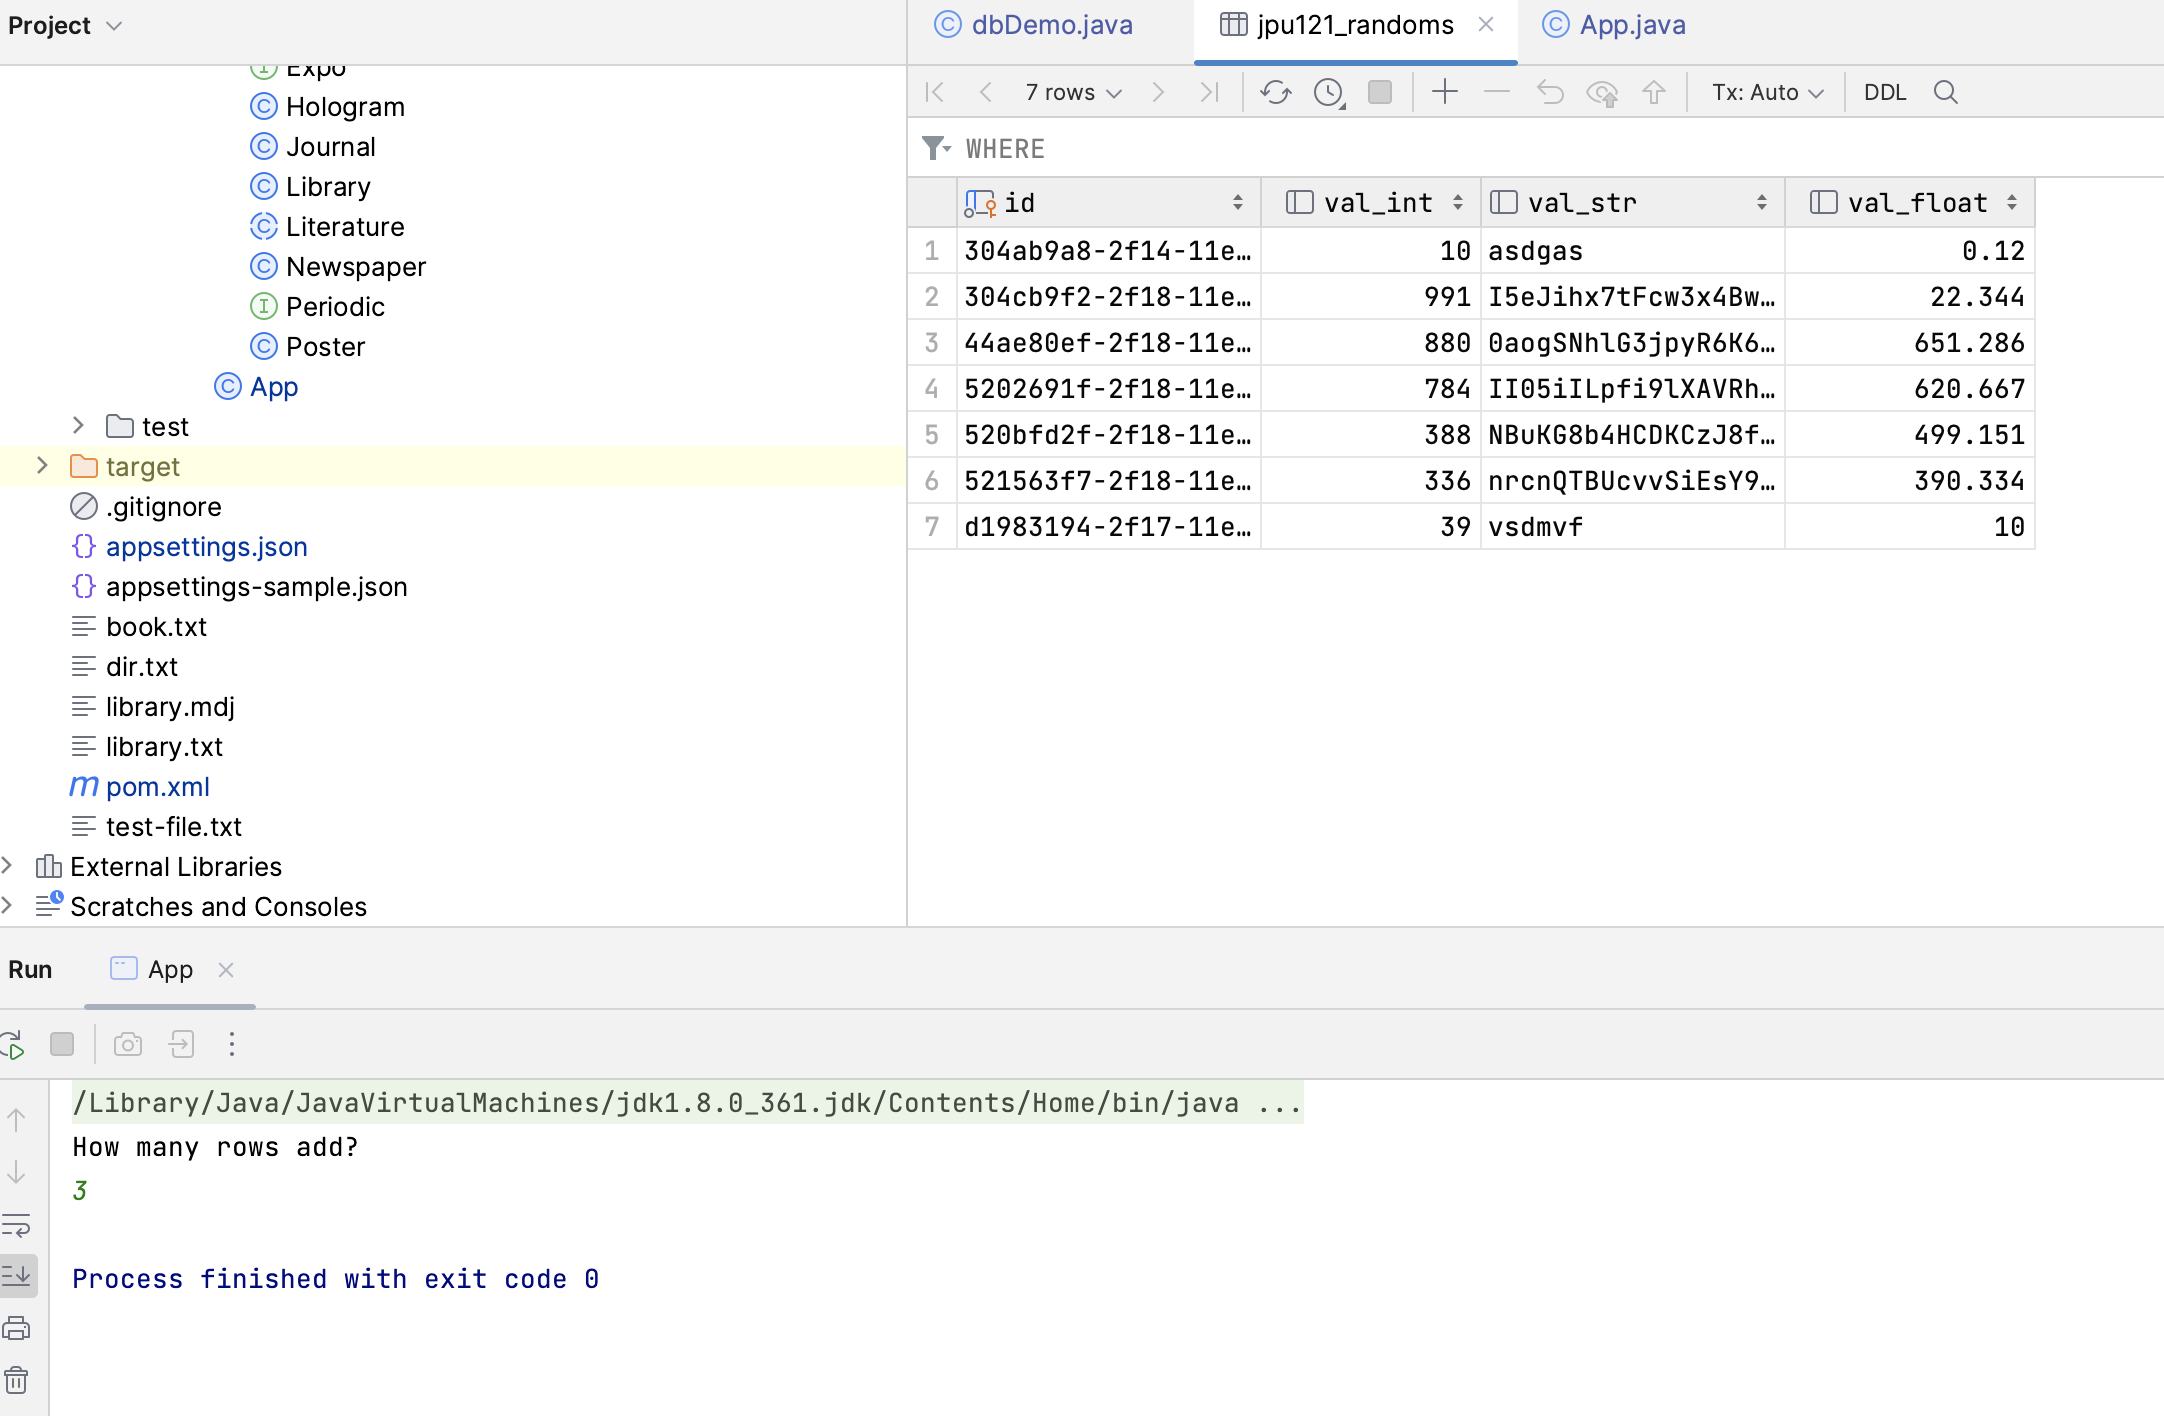 Project
Expo
Hologram
Journal
Library
Literature
Newspaper
Periodic
Poster
App
test
target
.gitignore
appsettings.json
appsettings-sample.json
book.txt
dir.txt
library.mdj
library.txt
pom.xml
test-file.txt
External Libraries
Scratches and Consoles
dbDemo.java jpu121_randoms App.java
7 rows Tx: Auto DDL
WHERE
id val_int val_str val_float
1 304ab9a8-2f14-11e… 10 asdgas 0.12
2 304cb9f2-2f18-11e… 991 I5eJihx7tFcw3x4Bw… 22.344
3 44ae80ef-2f18-11e… 880 0aogSNhlG3jpyR6K6… 651.286
4 5202691f-2f18-11e… 784 II05iILpfi9lXAVRh… 620.667
5 520bfd2f-2f18-11e… 388 NBuKG8b4HCDKCzJ8f… 499.151
6 521563f7-2f18-11e… 336 nrcnQTBUcvvSiEsY9… 390.334
7 d1983194-2f17-11e… 39 vsdmvf 10
Run App
/Library/Java/JavaVirtualMachines/jdk1.8.0_361.jdk/Contents/Home/bin/java ...
How many rows add?
3
Process finished with exit code 0